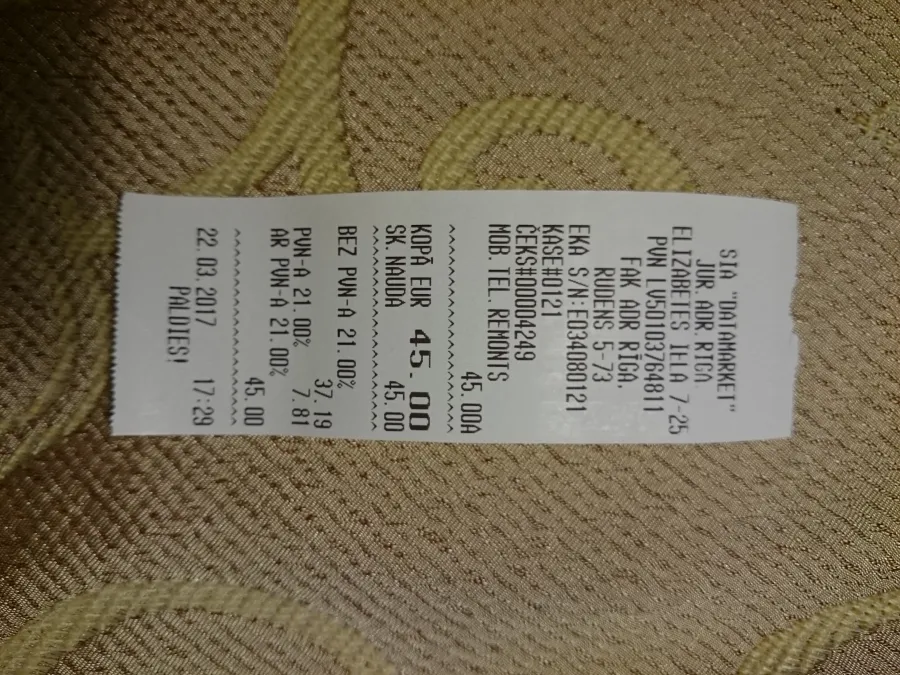 SIA "DATAMARKET"
JUR. ADR. RIGA
ELIZABETES IELA 7-25
PVN LV50103764811
FAK ADR RĪGA.
RUDENS 5-73
EKA S/N:E034080121
KASE#0121
ČEKS#00004249
MOB. TEL. REMONTS
45.00A
^^^^^^^^^^^^^^^^^^^^
KOPĀ EUR 45.00
SK. NAUDA 45.00
^^^^^^^^^^^^^^^^^^^^
BEZ PVN-A 21.00%
37.19
PVN-A 21.00% 7.81
AR PVN-A 21.00%
45.00
^^^^^^^^^^^^^^^^^^^^
22.03.2017 17:29
PALDIES!